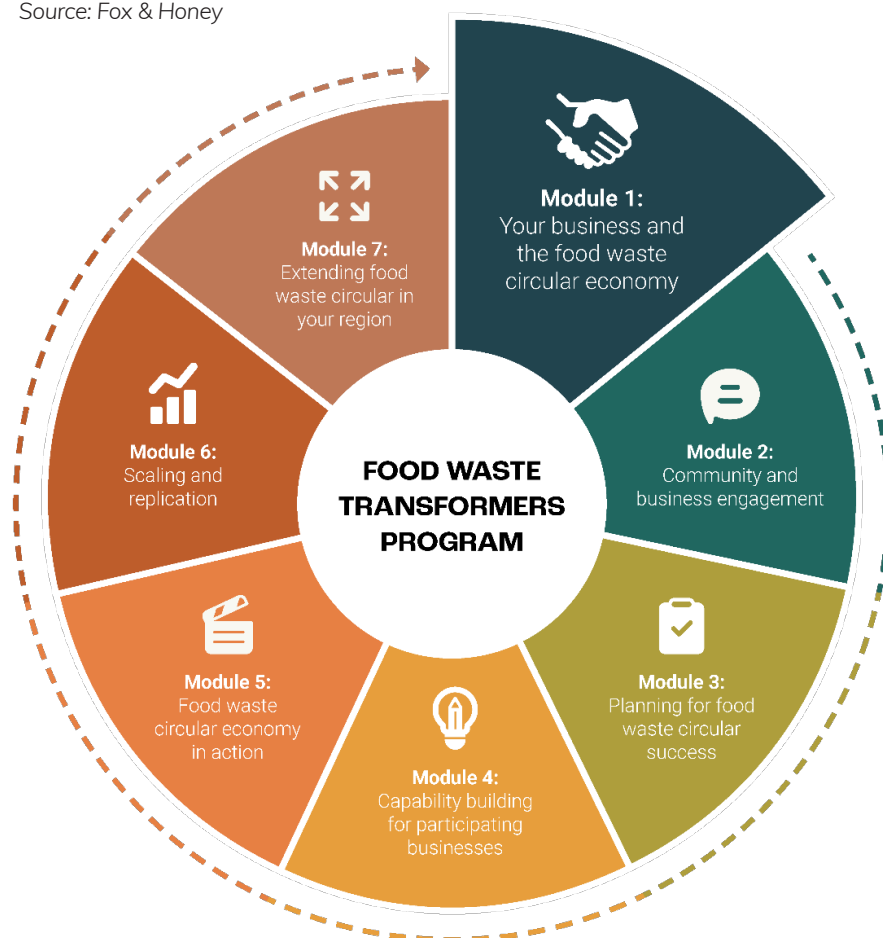 Source: Fox & Honey
Module 1:
Your business and
the food waste
circular economy
Module 2:
Community and
business engagement
Module 3:
Planning for food
waste circular
success
Module 4:
Capability building
for participating
businesses
Module 5:
Food waste
circular economy
in action
Module 6:
Scaling and
replication
Module 7:
Extending food
waste circular in
your region
FOOD WASTE
TRANSFORMERS
PROGRAM